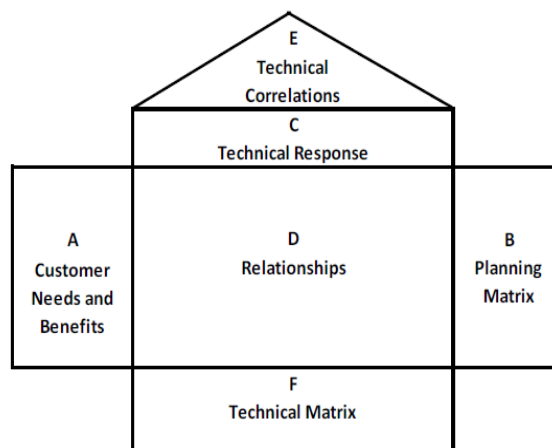 E
Technical
Correlations
C
Technical Response
A
Customer
Needs and
Benefits
D
Relationships
B
Planning
Matrix
F
Technical Matrix